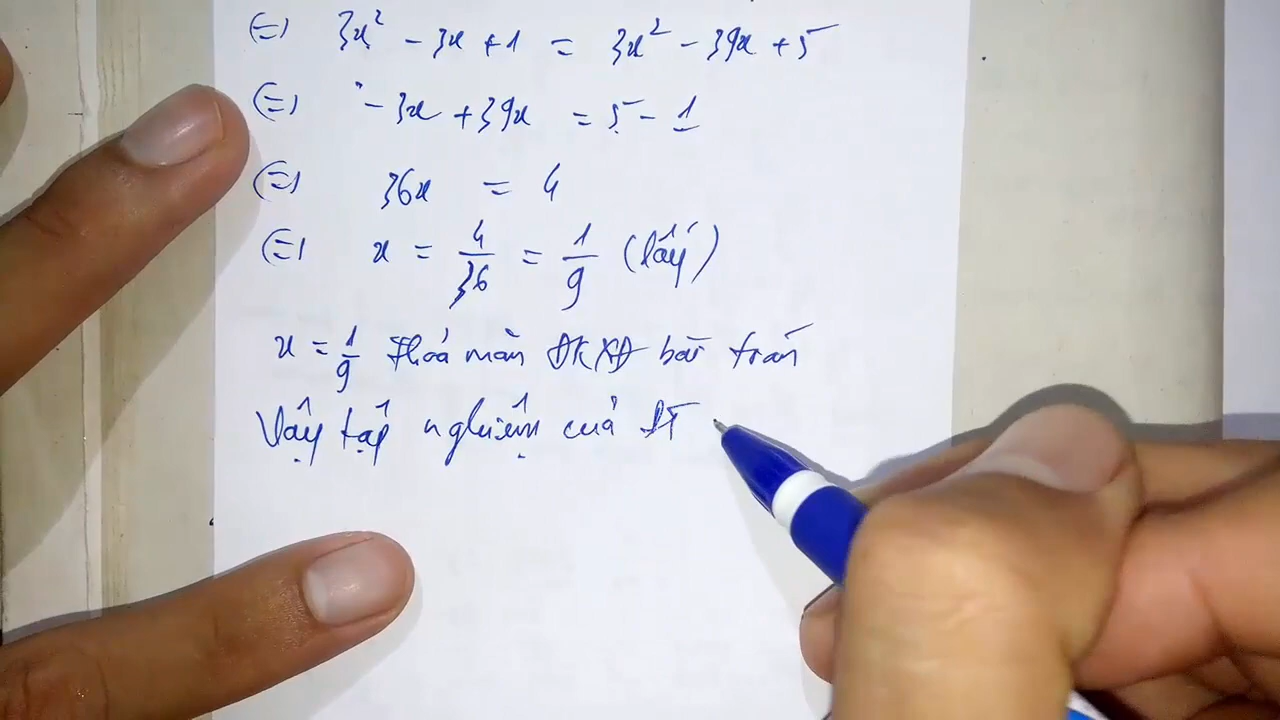 (=) 3x² - 3x + 1 = 3x² - 39x + 5
(=) - 3x + 39x = 5 - 1
(=) 36x = 4
(=) x = 4/36 = 1/9 (lấy)
x = 1/9 thoả mãn ĐKXĐ bài
Vậy tập nghiệm của PT